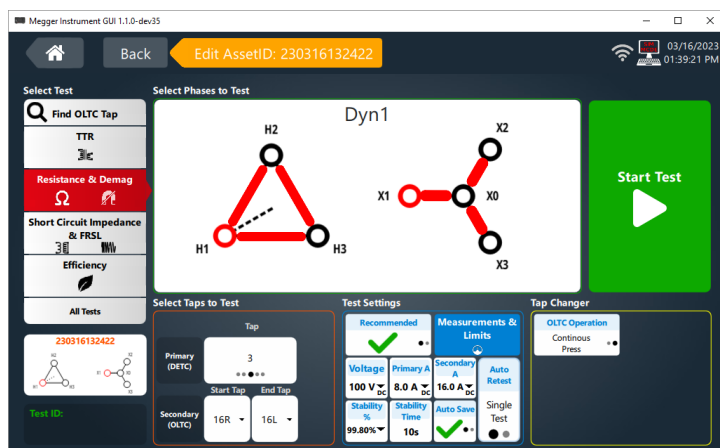 Megger Instrument GUI 1.1.0-dev35
Back
Edit AssetID: 230316132422
03/16/2023
01:39:21 PM
Select Test
Find OLTC Tap
TTR
Resistance & Demag
Ω
Short Circuit Impedance
& FRSL
Efficiency
All Tests
230316132422
Test ID:
Select Phases to Test
Dyn1
H2
H1
H3
X2
X1
X0
X3
Start Test
Select Taps to Test
Tap
Primary
(DETC)
3
Start Tap
End Tap
Secondary
(OLTC)
16R
16L
Test Settings
Recommended
Measurements &
Limits
Voltage
100 V
DC
Primary A
8.0 A
DC
Secondary
A
16.0 A
DC
Auto
Retest
Single
Test
Stability
%
99.80%
Stability
Time
10s
Auto Save
Tap Changer
OLTC Operation
Continous
Press